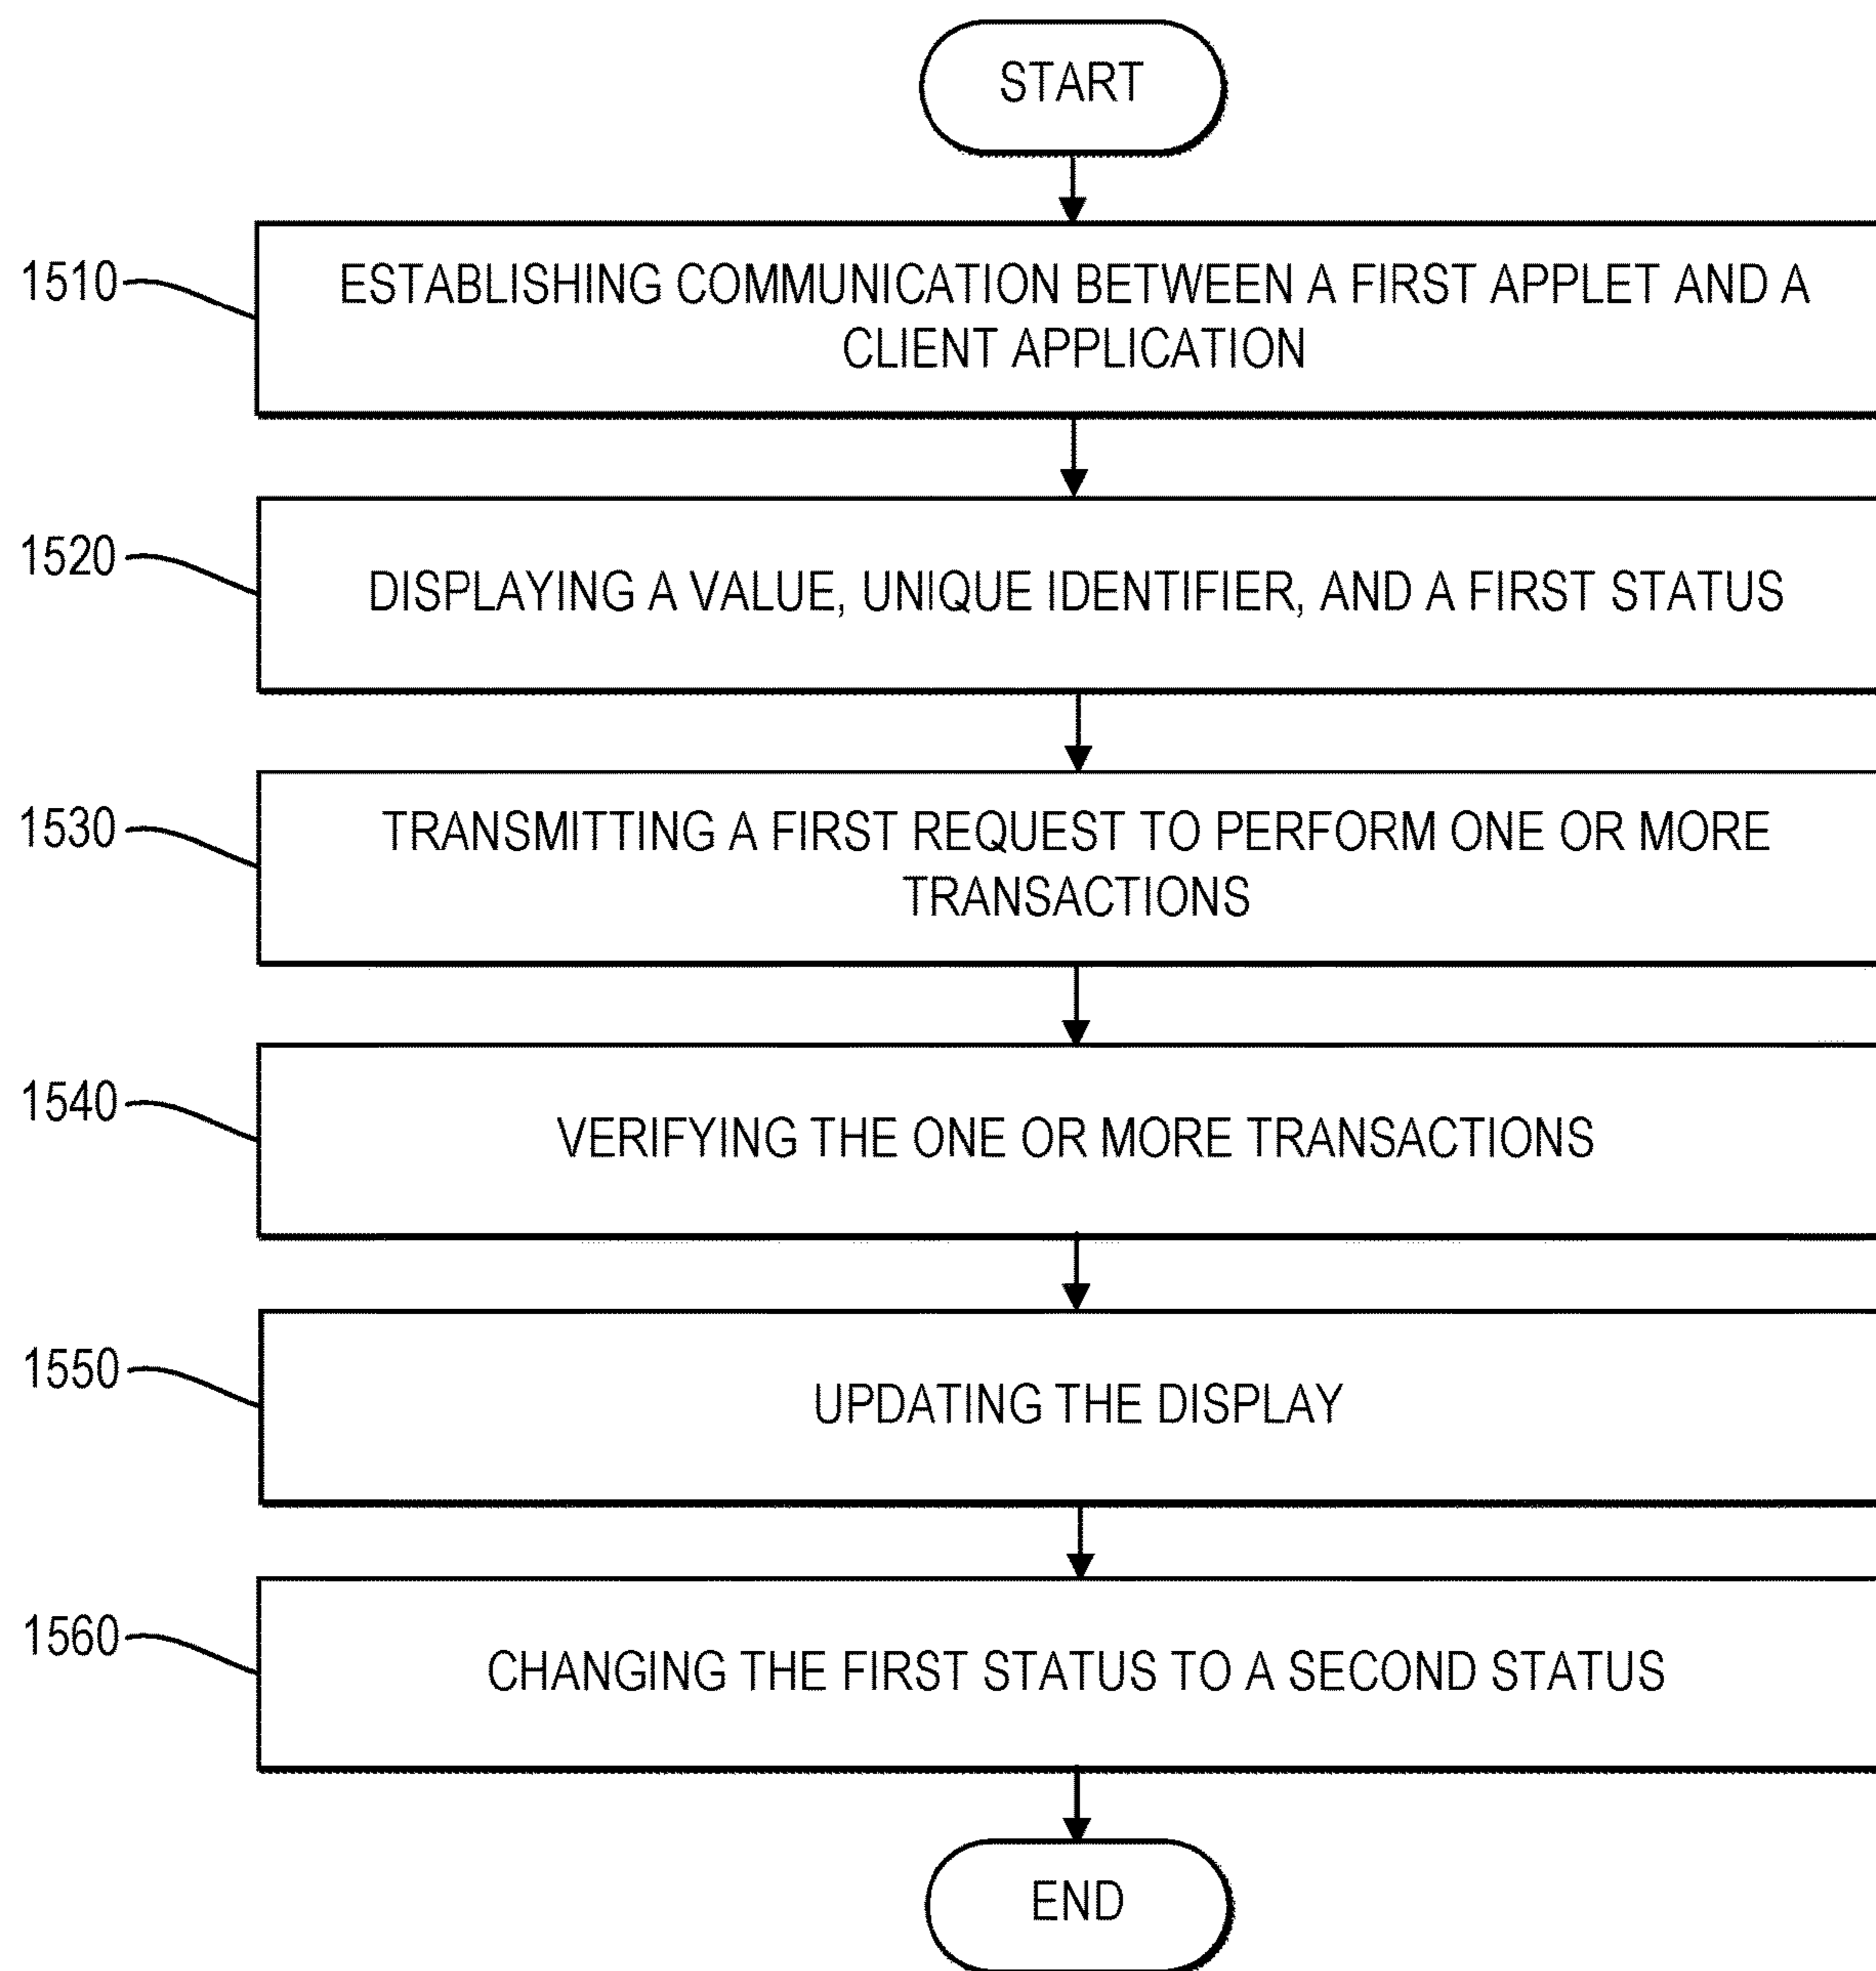 START
1510
ESTABLISHING COMMUNICATION BETWEEN A FIRST APPLET AND A
CLIENT APPLICATION
1520
DISPLAYING A VALUE, UNIQUE IDENTIFIER, AND A FIRST STATUS
1530
TRANSMITTING A FIRST REQUEST TO PERFORM ONE OR MORE
TRANSACTIONS
1540
VERIFYING THE ONE OR MORE TRANSACTIONS
1550
UPDATING THE DISPLAY
1560
CHANGING THE FIRST STATUS TO A SECOND STATUS
END